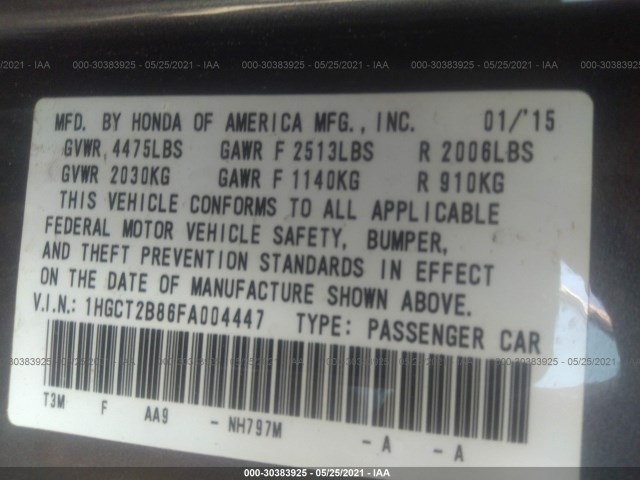 000-30383925 - 05/25/2021 - IAA
MFD. BY HONDA OF AMERICA MFG., INC. 01/'15
GVWR 4475LBS GAWR F 2513LBS R 2006LBS
GVWR 2030KG GAWR F 1140KG R 910KG
THIS VEHICLE CONFORMS TO ALL APPLICABLE
FEDERAL MOTOR VEHICLE SAFETY, BUMPER,
AND THEFT PREVENTION STANDARDS IN EFFECT
ON THE DATE OF MANUFACTURE SHOWN ABOVE.
V.I.N.: 1HGCT2B86FA004447 TYPE: PASSENGER CAR
T3M F AA9 - NH797M - A - A
000-30383925 - 05/25/2021 - IAA